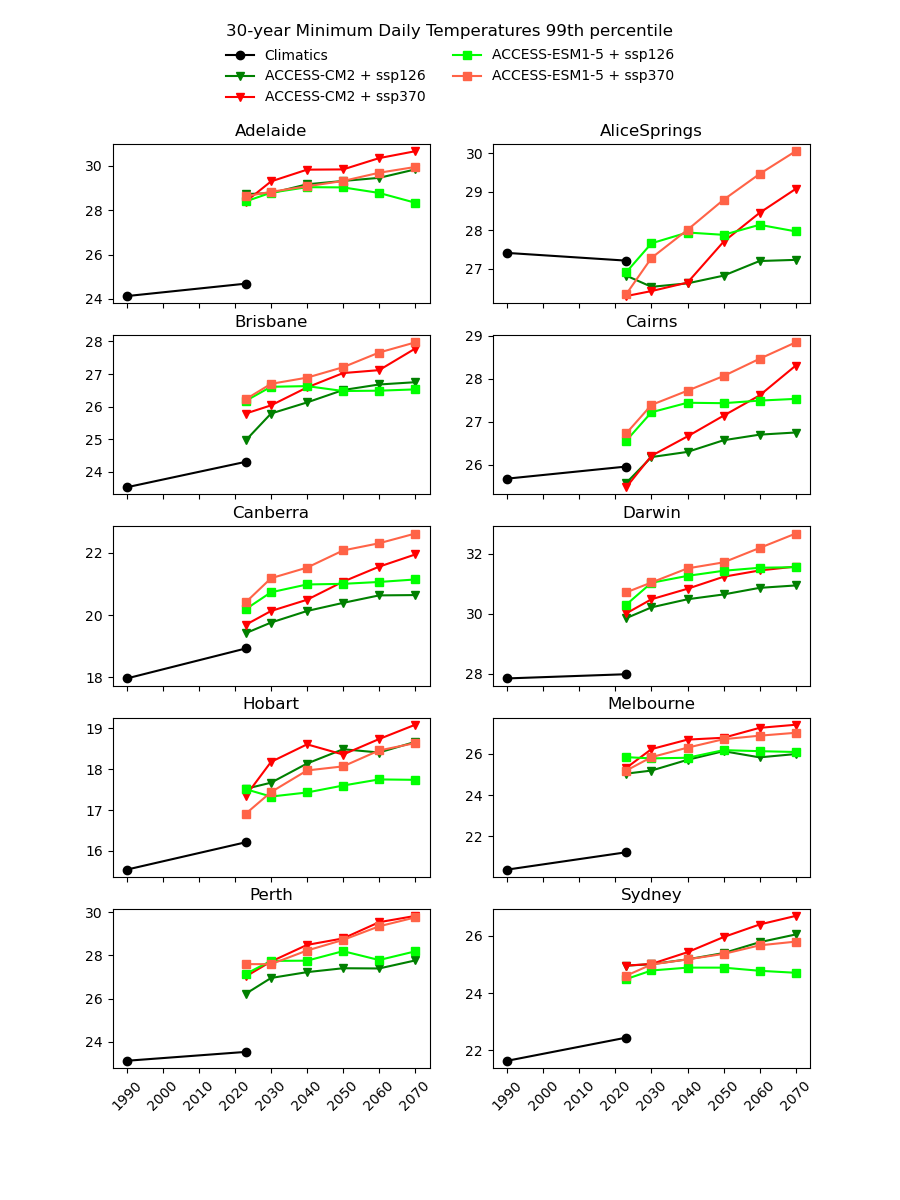 30-year Minimum Daily Temperatures 99th percentile
Climatics
ACCESS-CM2 + ssp126
ACCESS-CM2 + ssp370
ACCESS-ESM1-5 + ssp126
ACCESS-ESM1-5 + ssp370
Adelaide
30
28
26
24
AliceSprings
30
29
28
27
Brisbane
28
27
26
25
24
Cairns
29
28
27
26
Canberra
22
20
18
Darwin
32
30
28
Hobart
19
18
17
16
Melbourne
26
24
22
Perth
30
28
26
24
1990 2000 2010 2020 2030 2040 2050 2060 2070
Sydney
26
24
22
1990 2000 2010 2020 2030 2040 2050 2060 2070